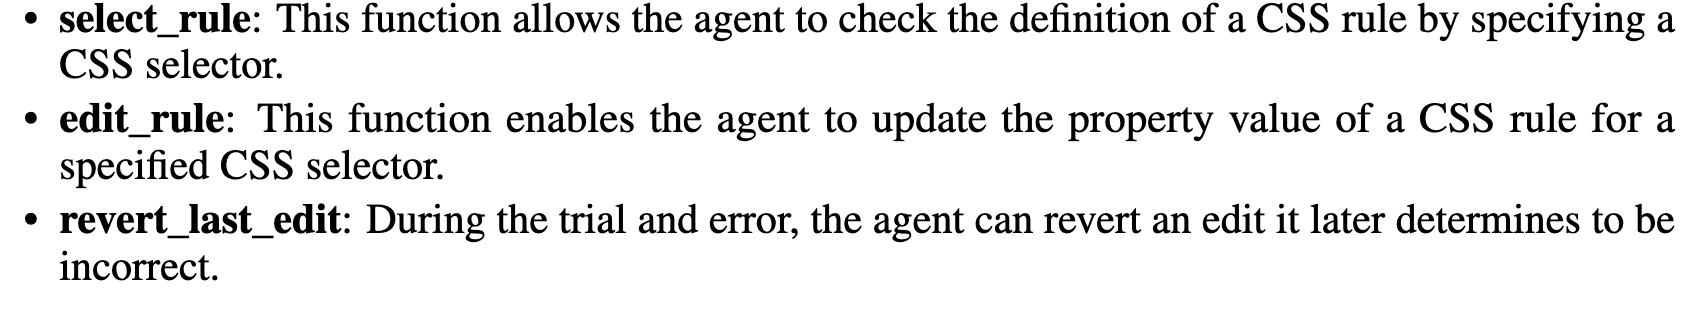 • select_rule: This function allows the agent to check the definition of a CSS rule by specifying a
CSS selector.
• edit_rule: This function enables the agent to update the property value of a CSS rule for a
specified CSS selector.
• revert_last_edit: During the trial and error, the agent can revert an edit it later determines to be
incorrect.